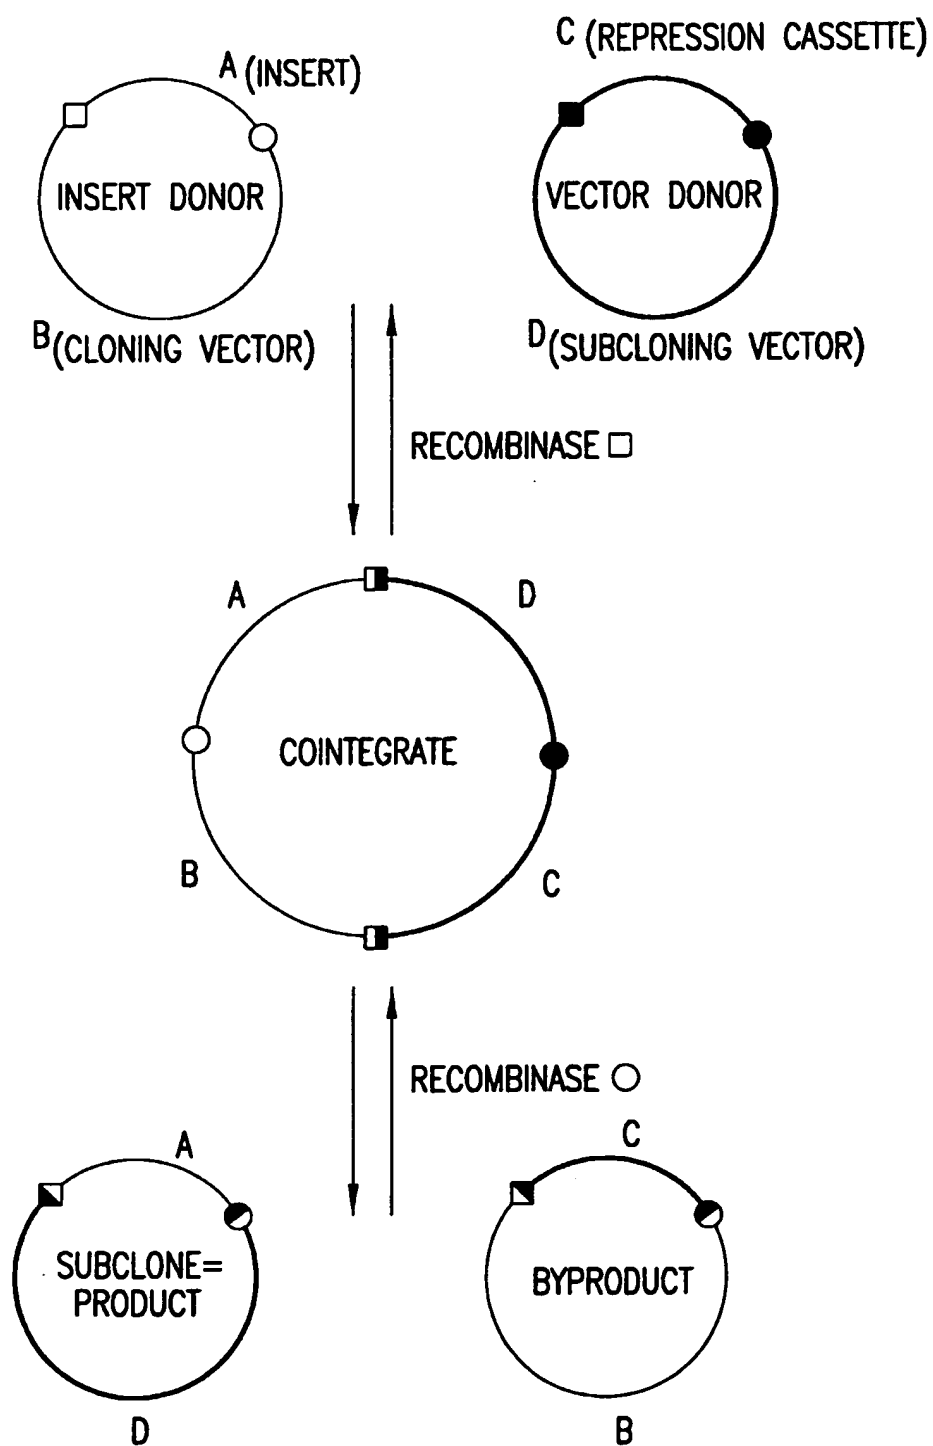 A (INSERT)
C (REPRESSION CASSETTE)
INSERT DONOR
VECTOR DONOR
B (CLONING VECTOR)
D (SUBCLONING VECTOR)
RECOMBINASE
A
D
COINTEGRATE
B
C
RECOMBINASE
A
C
SUBCLONE=
PRODUCT
BYPRODUCT
D
B